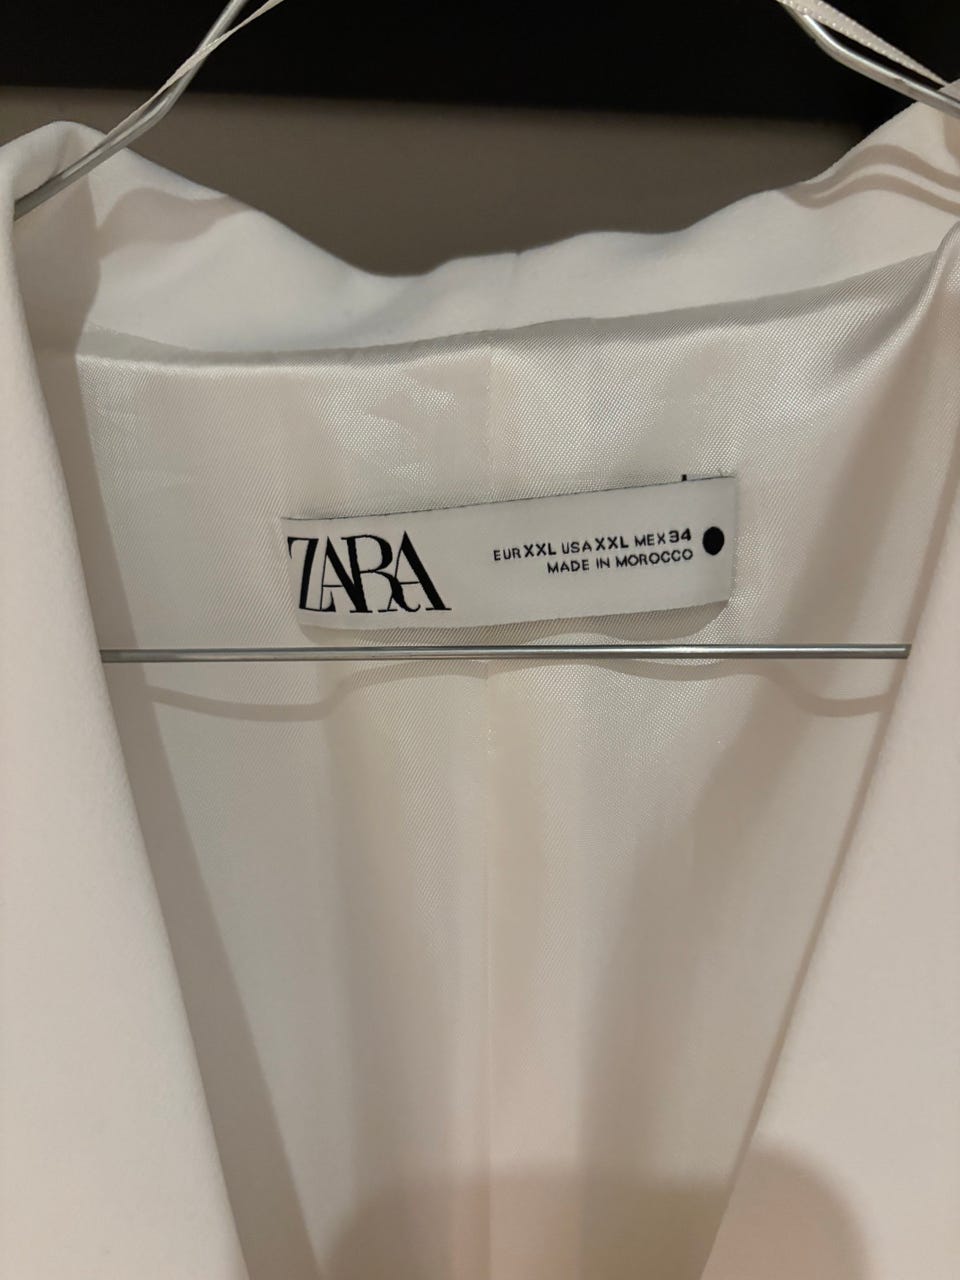 ZARA
EUR XXL USA XXL MEX 34
MADE IN MOROCCO